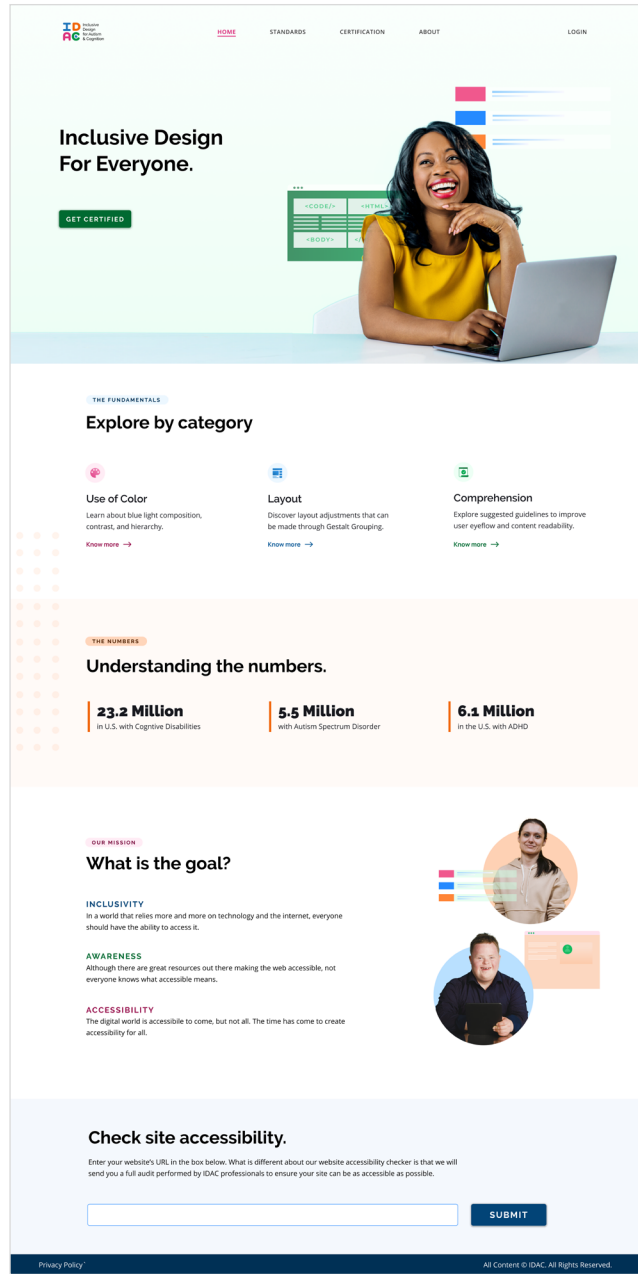 IDAC Inclusive
Design
for Autism
& Cognition
HOME
STANDARDS
CERTIFICATION
ABOUT
LOGIN
Inclusive Design
For Everyone.
GET CERTIFIED
<CODE/>
<HTML
<BODY>
</
THE FUNDAMENTALS
Explore by category
Use of Color
Learn about blue light composition,
contrast, and hierarchy.
Know more →
Layout
Discover layout adjustments that can
be made through Gestalt Grouping.
Know more →
Comprehension
Explore suggested guidelines to improve
user eyeflow and content readability.
Know more →
THE NUMBERS
Understanding the numbers.
23.2 Million
in U.S. with Cogntive Disabilities
5.5 Million
with Autism Spectrum Disorder
6.1 Million
in the U.S. with ADHD
OUR MISSION
What is the goal?
INCLUSIVITY
In a world that relies more and more on technology and the internet, everyone
should have the ability to access it.
AWARENESS
Although there are great resources out there making the web accessible, not
everyone knows what accessible means.
ACCESSIBILITY
The digital world is accessibile to come, but not all. The time has come to create
accessibility for all.
Check site accessibility.
Enter your website's URL in the box below. What is different about our website accessibility checker is that we will
send you a full audit performed by IDAC professionals to ensure your site can be as accessible as possible.
SUBMIT
Privacy Policy`
All Content © IDAC. All Rights Reserved.